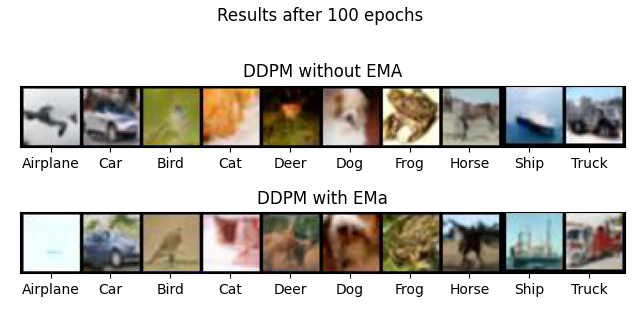 Results after 100 epochs
DDPM without EMA
Airplane Car Bird Cat Deer Dog Frog Horse Ship Truck
DDPM with EMa
Airplane Car Bird Cat Deer Dog Frog Horse Ship Truck